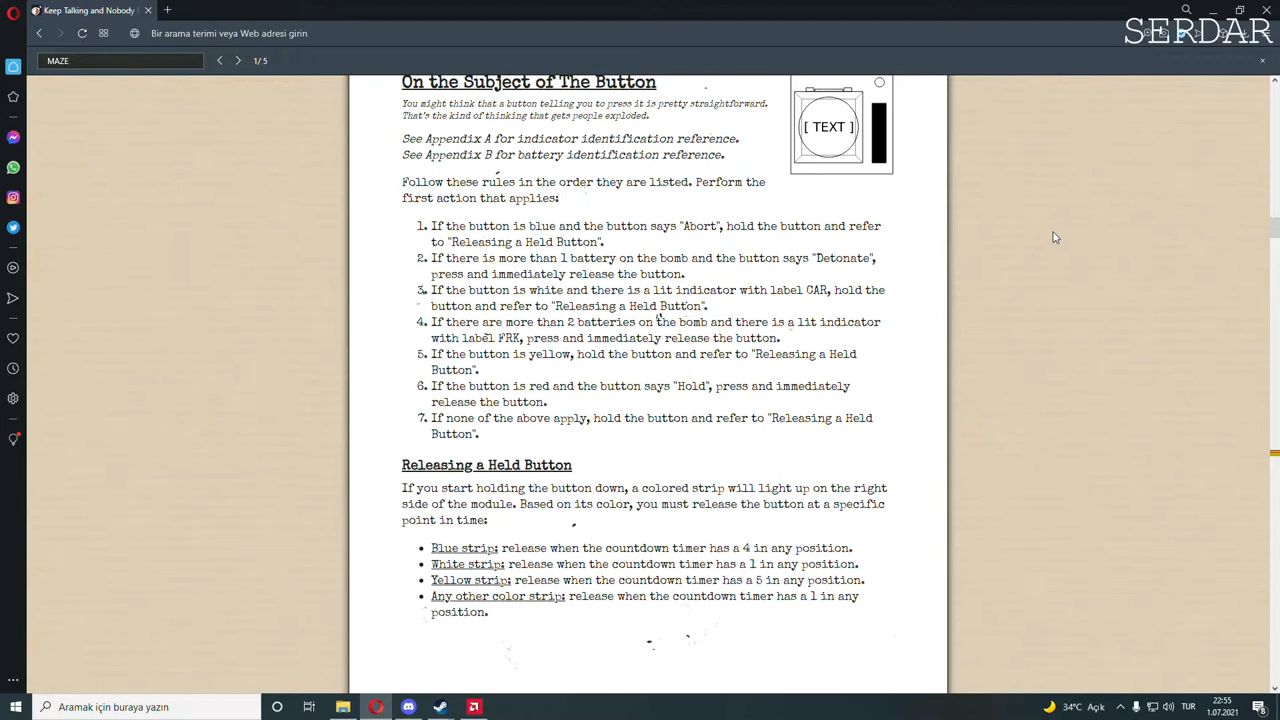 Keep Talking and Nobody
SERDAR
Bir arama terimi veya Web adresi girin
MAZE
1/5
On the Subject of The Button
You might think that a button telling you to press it is pretty straightforward.
That's the kind of thinking that gets people exploded.
[ TEXT ]
See Appendix A for indicator identification reference.
See Appendix B for battery identification reference.
Follow these rules in the order they are listed. Perform the
first action that applies:
1. If the button is blue and the button says "Abort", hold the button and refer
to "Releasing a Held Button".
2. If there is more than 1 battery on the bomb and the button says "Detonate",
press and immediately release the button.
3. If the button is white and there is a lit indicator with label CAR, hold the
button and refer to "Releasing a Held Button".
4. If there are more than 2 batteries on the bomb and there is a lit indicator
with label FRK, press and immediately release the button.
5. If the button is yellow, hold the button and refer to "Releasing a Held
Button".
6. If the button is red and the button says "Hold", press and immediately
release the button.
7. If none of the above apply, hold the button and refer to "Releasing a Held
Button".
Releasing a Held Button
If you start holding the button down, a colored strip will light up on the right
side of the module. Based on its color, you must release the button at a specific
point in time:
• Blue strip: release when the countdown timer has a 4 in any position.
• White strip: release when the countdown timer has a 1 in any position.
• Yellow strip: release when the countdown timer has a 5 in any position.
• Any other color strip: release when the countdown timer has a 1 in any
position.
Aramak için buraya yazın
34°C Açık
TUR
22:55
1.07.2021
8